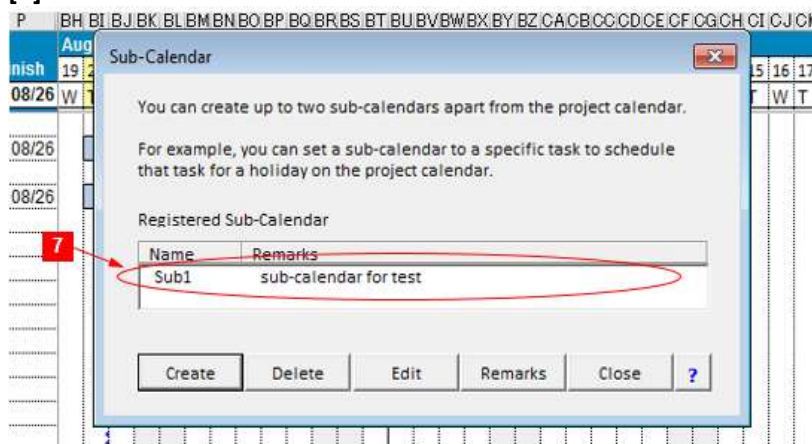 P BH BI BJ BK BL BM BN BO BP BQ BR BS BT BU BV BW BX BY BZ CA CB CC CD CE CF CG CH CI CJ
Aug
nish 19 15 16 17
08/26 W T W T
Sub-Calendar
You can create up to two sub-calendars apart from the project calendar.
08/26
For example, you can set a sub-calendar to a specific task to schedule
that task for a holiday on the project calendar.
08/26
Registered Sub-Calendar
7
Name Remarks
Sub1 sub-calendar for test
Create Delete Edit Remarks Close ?